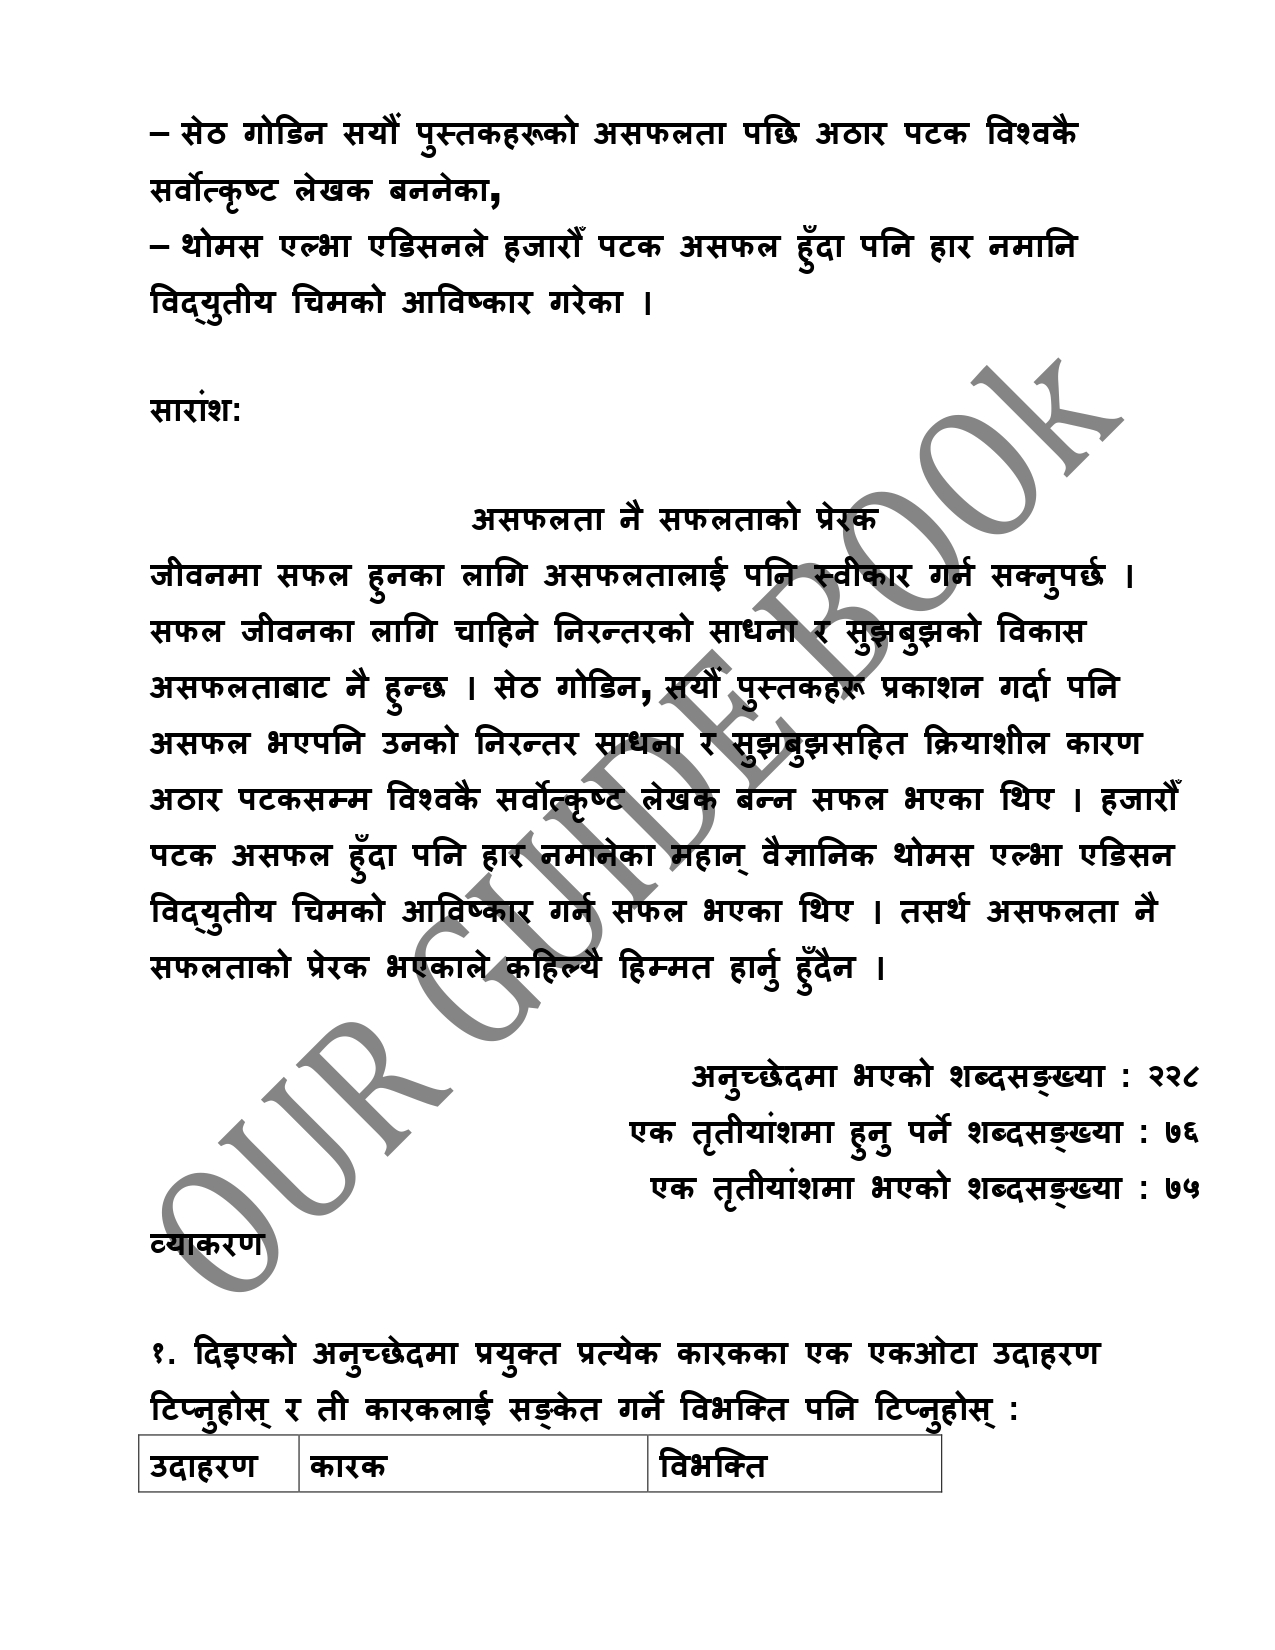 – सेठ गोडिन सयौं पुस्तकहरूको असफलता पछि अठार पटक विश्वकै
सर्वोत्कृष्ट लेखक बननेका,
– थोमस एल्भा एडिसनले हजारौँ पटक असफल हुँदा पनि हार नमानि
विद्युतीय चिमको आविष्कार गरेका ।
सारांश:
असफलता नै सफलताको प्रेरक
जीवनमा सफल हुनका लागि असफलतालाई पनि स्वीकार गर्न सक्नुपर्छ ।
सफल जीवनका लागि चाहिने निरन्तरको साधना र सुझबुझको विकास
असफलताबाट नै हुन्छ । सेठ गोडिन, सयौं पुस्तकहरू प्रकाशन गर्दा पनि
असफल भएपनि उनको निरन्तर साधना र सुझबुझसहित क्रियाशील कारण
अठार पटकसम्म विश्वकै सर्वोत्कृष्ट लेखक बन्न सफल भएका थिए । हजारौँ
पटक असफल हुँदा पनि हार नमानेका महान् वैज्ञानिक थोमस एल्भा एडिसन
विद्युतीय चिमको आविष्कार गर्न सफल भएका थिए । तसर्थ असफलता नै
सफलताको प्रेरक भएकाले कहिल्यै हिम्मत हार्नु हुँदैन ।
अनुच्छेदमा भएको शब्दसङ्ख्या : २२८
एक तृतीयांशमा हुनु पर्ने शब्दसङ्ख्या : ७६
एक तृतीयांशमा भएको शब्दसङ्ख्या : ७५
व्याकरण
१. दिइएको अनुच्छेदमा प्रयुक्त प्रत्येक कारकका एक एकओटा उदाहरण
टिप्नुहोस् र ती कारकलाई सङ्केत गर्ने विभक्ति पनि टिप्नुहोस् :
उदाहरण कारक विभक्ति
OUR GUIDE BOOk